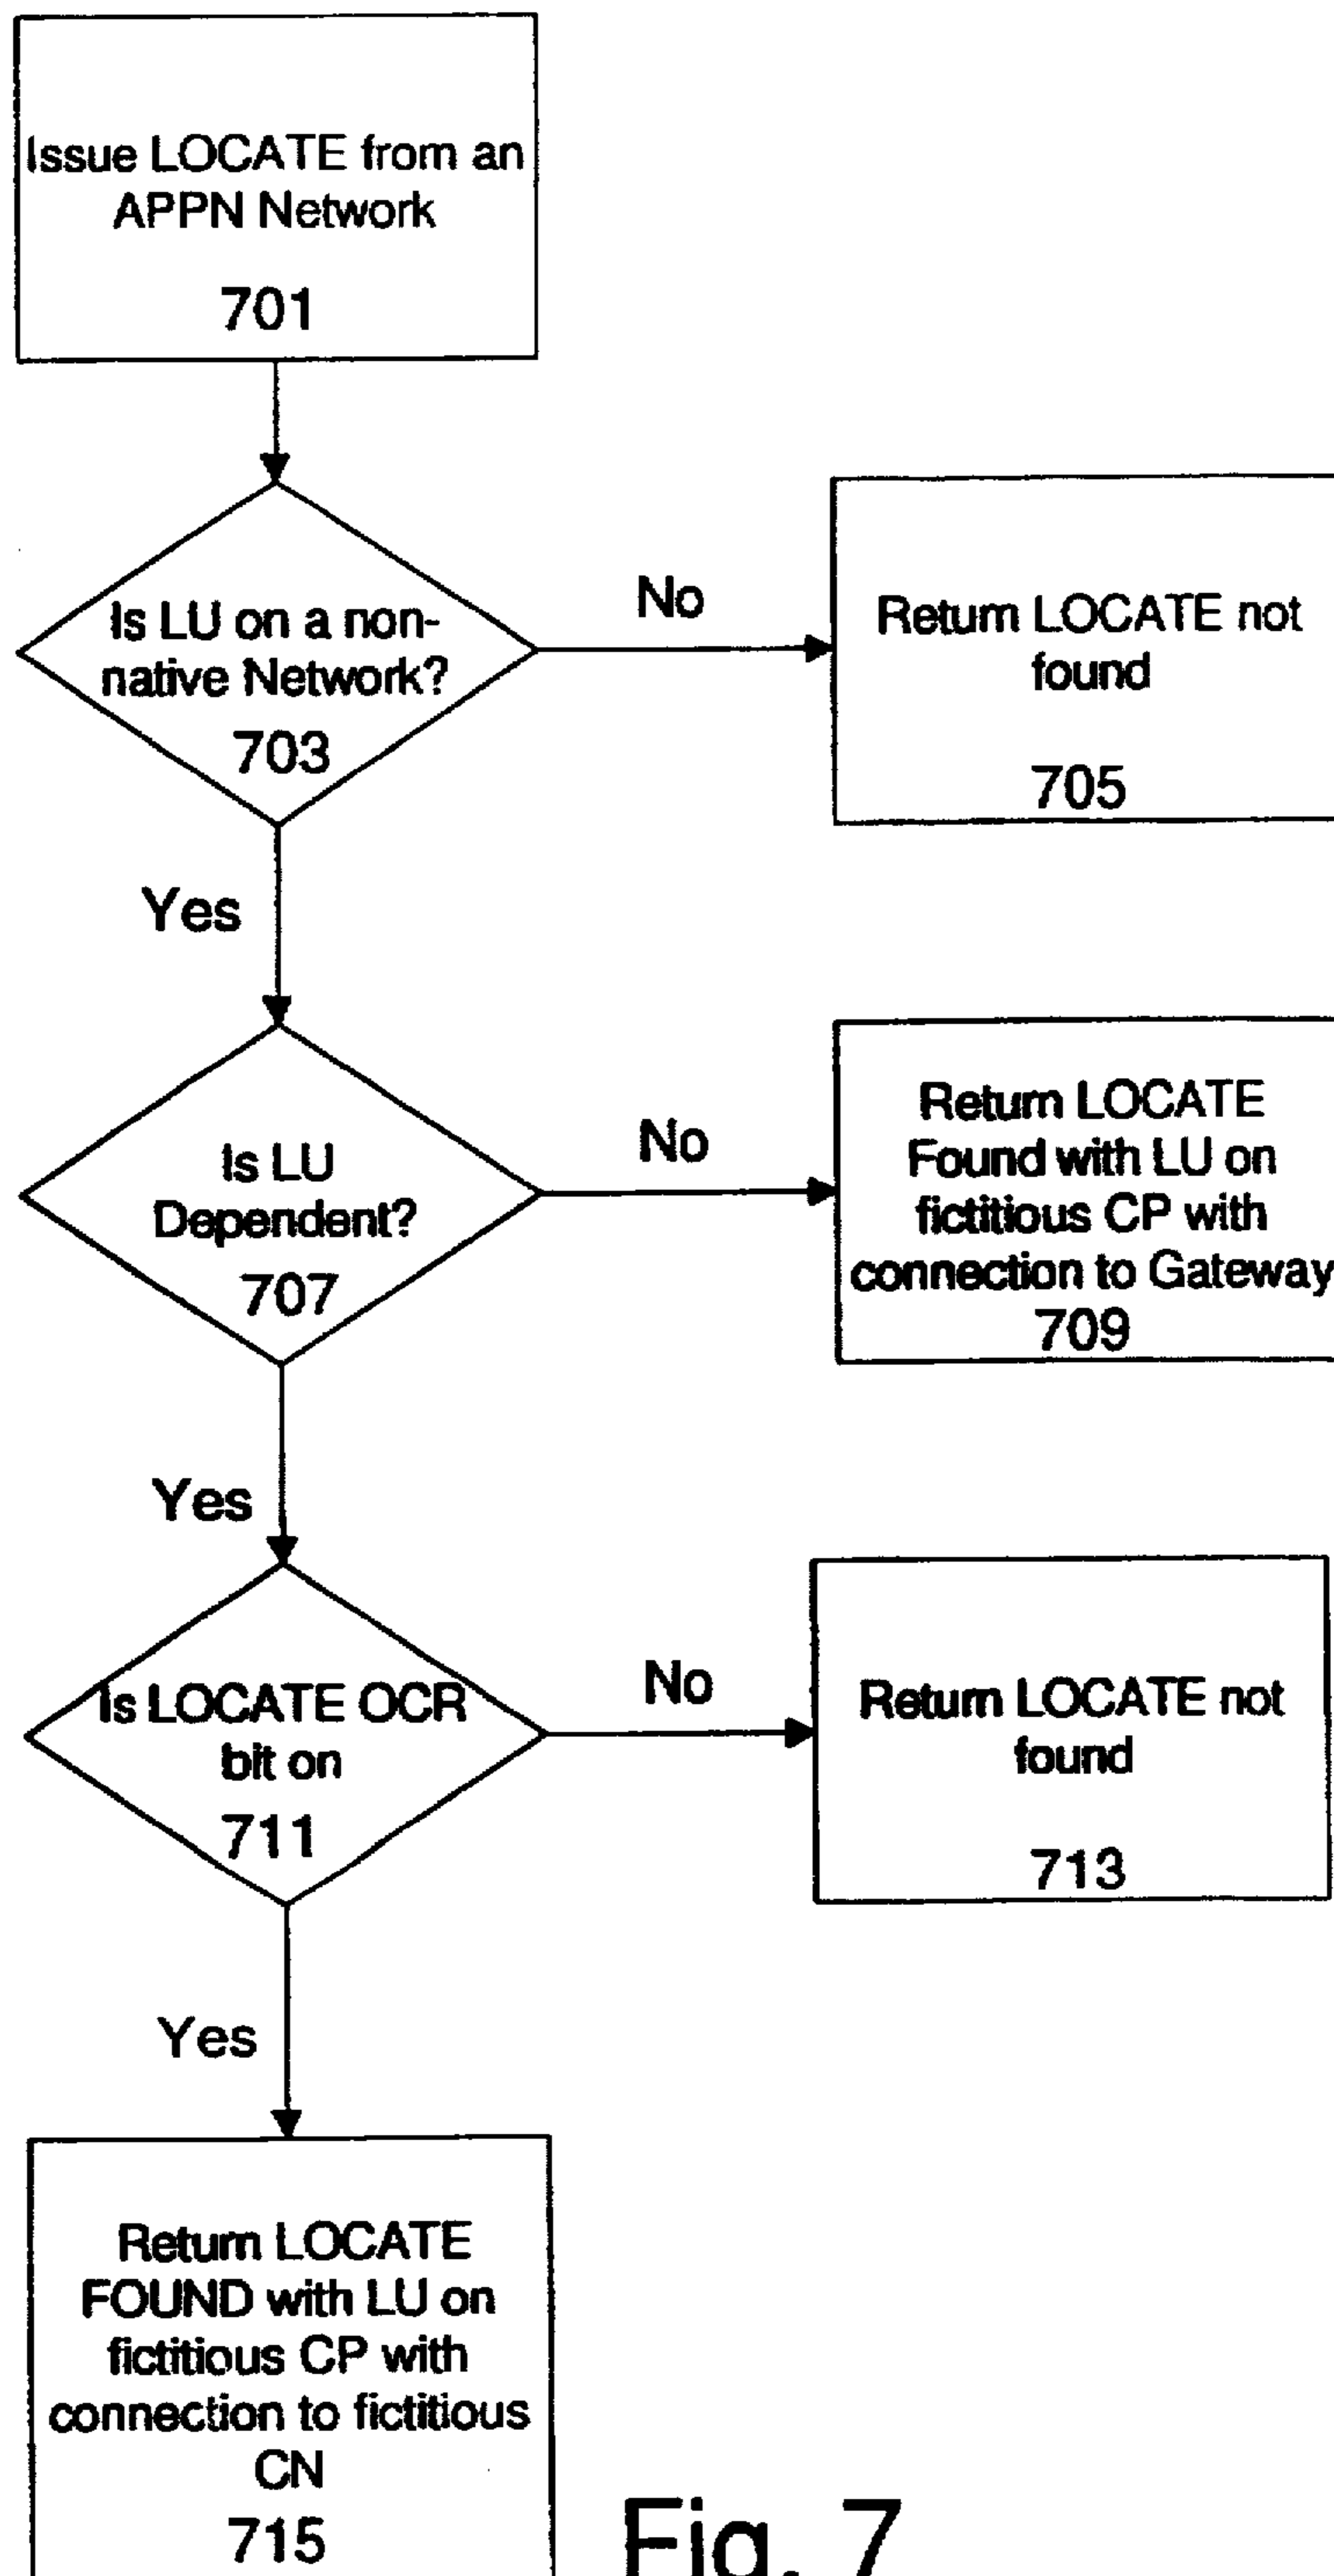 Issue LOCATE from an
APPN Network
701
Is LU on a non-
native Network?
703
No
Return LOCATE not
found
705
Yes
Is LU
Dependent?
707
No
Return LOCATE
Found with LU on
fictitious CP with
connection to Gateway
709
Yes
Is LOCATE OCR
bit on
711
No
Return LOCATE not
found
713
Yes
Return LOCATE
FOUND with LU on
fictitious CP with
connection to fictitious
CN
715
Fig. 7